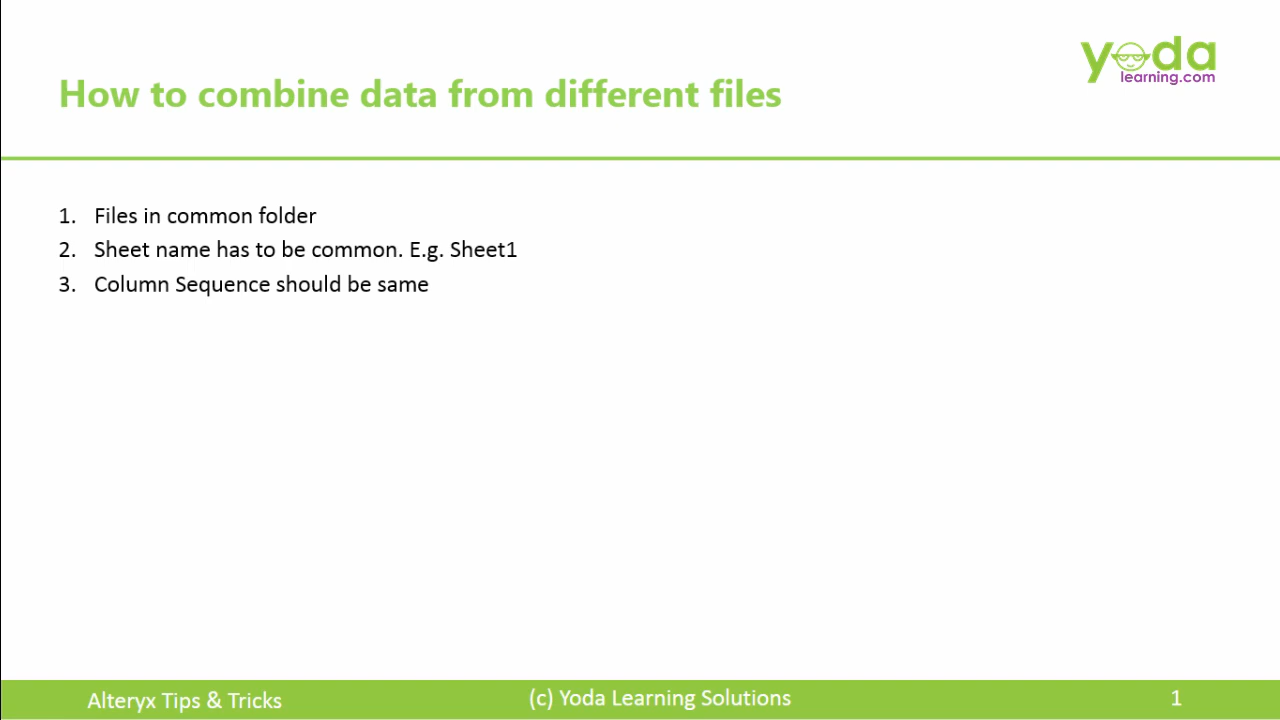 yoda
learning.com
How to combine data from different files
1. Files in common folder
2. Sheet name has to be common. E.g. Sheet1
3. Column Sequence should be same
Alteryx Tips & Tricks
(c) Yoda Learning Solutions
1